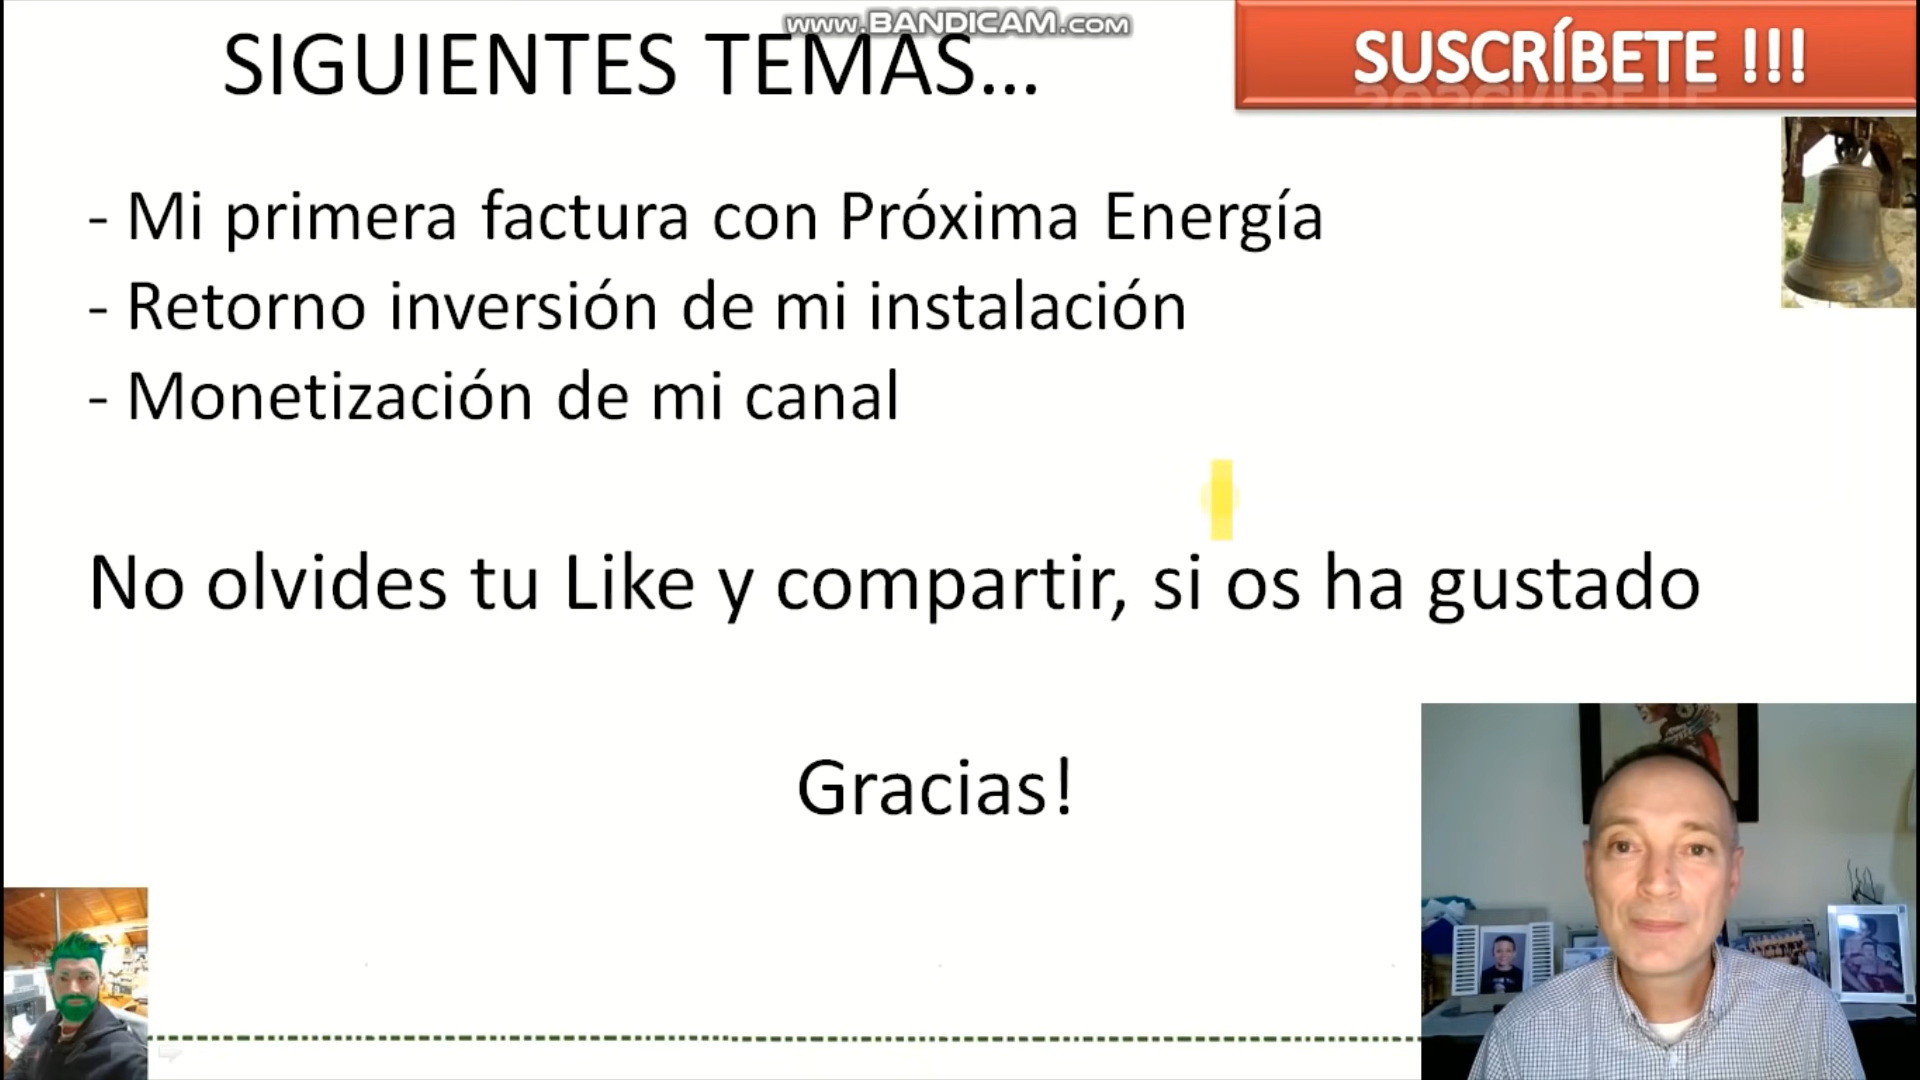 www.BANDICAM.com
SIGUIENTES TEMAS...
SUSCRÍBETE !!!
- Mi primera factura con Próxima Energía
- Retorno inversión de mi instalación
- Monetización de mi canal
No olvides tu Like y compartir, si os ha gustado
Gracias!